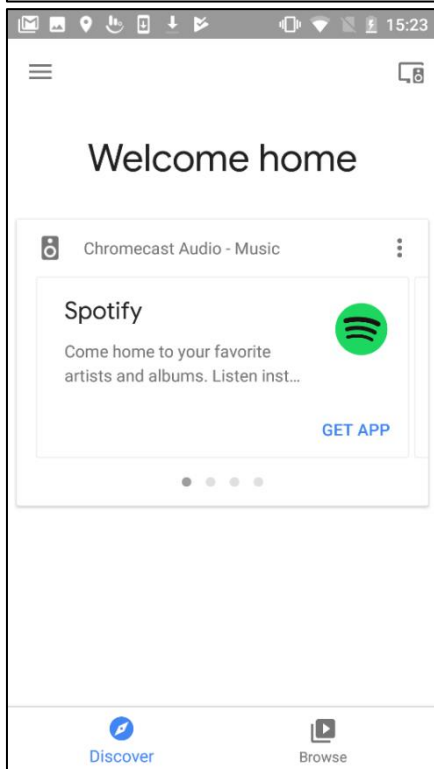 15:23
Welcome home
Chromecast Audio - Music
Spotify
Come home to your favorite
artists and albums. Listen inst...
GET APP
Discover
Browse